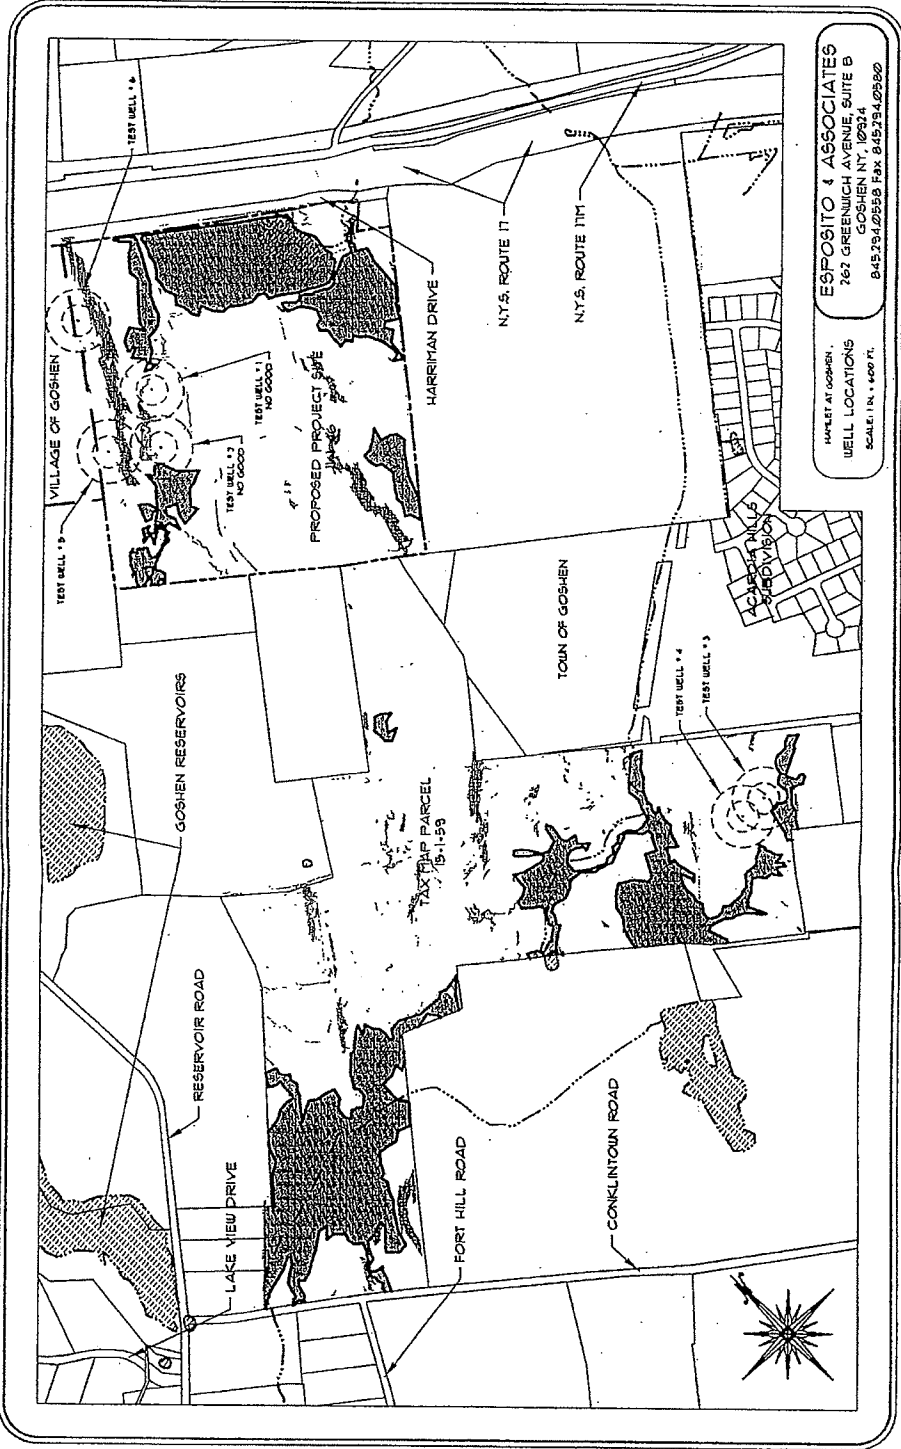 TEST WELL # 6
VILLAGE OF GOSHEN
TEST WELL # 5
TEST WELL # 1
NO GOOD
TEST WELL # 2
NO GOOD
PROPOSED PROJECT SITE
HARRIMAN DRIVE
N.Y.S. ROUTE 17
N.Y.S. ROUTE 17M
GOSHEN RESERVOIRS
TOWN OF GOSHEN
ACARDIA HILLS
SUBDIVISION
TEST WELL # 4
TEST WELL # 3
TAX MAP PARCEL
13-1-59
RESERVOIR ROAD
LAKE VIEW DRIVE
FORT HILL ROAD
CONKLINTOWN ROAD
HAMLET AT GOSHEN
WELL LOCATIONS
SCALE: 1 IN. = 600 FT.
ESPOSITO & ASSOCIATES
262 GREENWICH AVENUE, SUITE B
GOSHEN NY, 10924
845.294.0558 Fax 845.294.0580